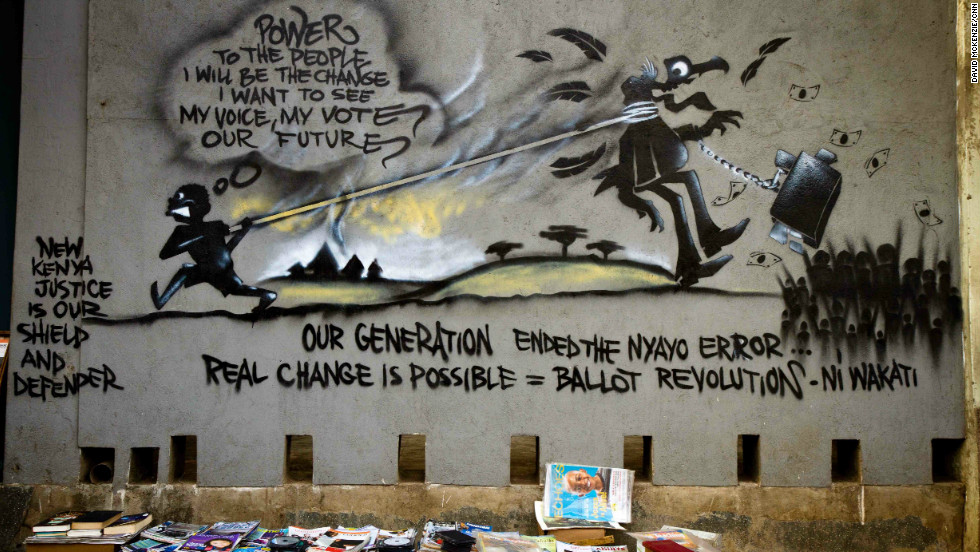 POWER
TO THE PEOPLE
I WILL BE THE CHANGE
I WANT TO SEE
MY VOICE, MY VOTE
OUR FUTURE
NEW
KENYA
JUSTICE
IS OUR
SHIELD
AND
DEFENDER
OUR GENERATION ENDED THE NYAYO ERROR...
REAL CHANGE IS POSSIBLE = BALLOT REVOLUTION - NI WAKATI
DAVID MCKENZIE/CNN